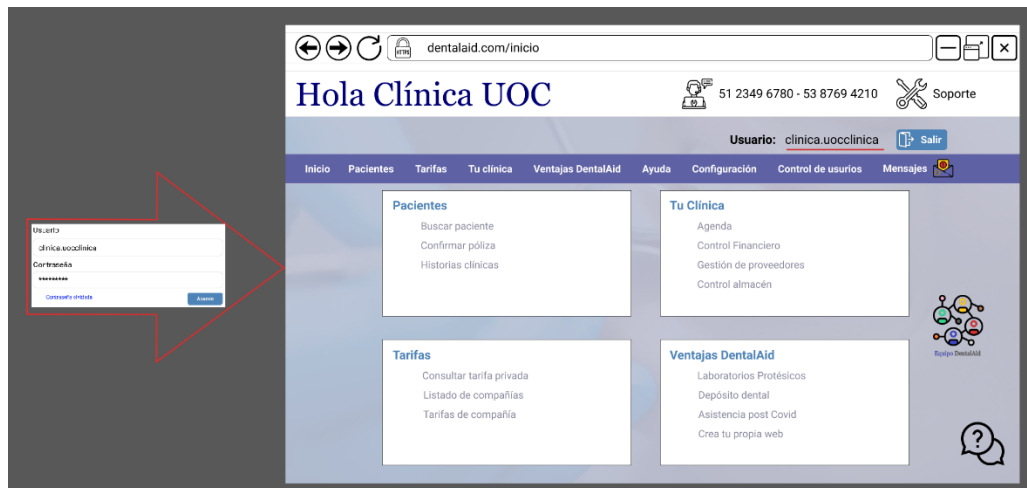 Usuario
clinica.uocclinica
Contraseña
*********
Contraseña olvidada
Acceder
HTTPS
dentalaid.com/inicio
Hola Clínica UOC
51 2349 6780 - 53 8769 4210
Soporte
Usuario: clinica.uocclinica
Salir
Inicio Pacientes Tarifas Tu clínica Ventajas DentalAid Ayuda Configuración Control de usurios Mensajes
Pacientes
Buscar paciente
Confirmar póliza
Historias clínicas
Tu Clínica
Agenda
Control Financiero
Gestión de proveedores
Control almacén
Tarifas
Consultar tarifa privada
Listado de compañías
Tarifas de compañía
Ventajas DentalAid
Laboratorios Protésicos
Depósito dental
Asistencia post Covid
Crea tu propia web
Equipo DentalAid
?